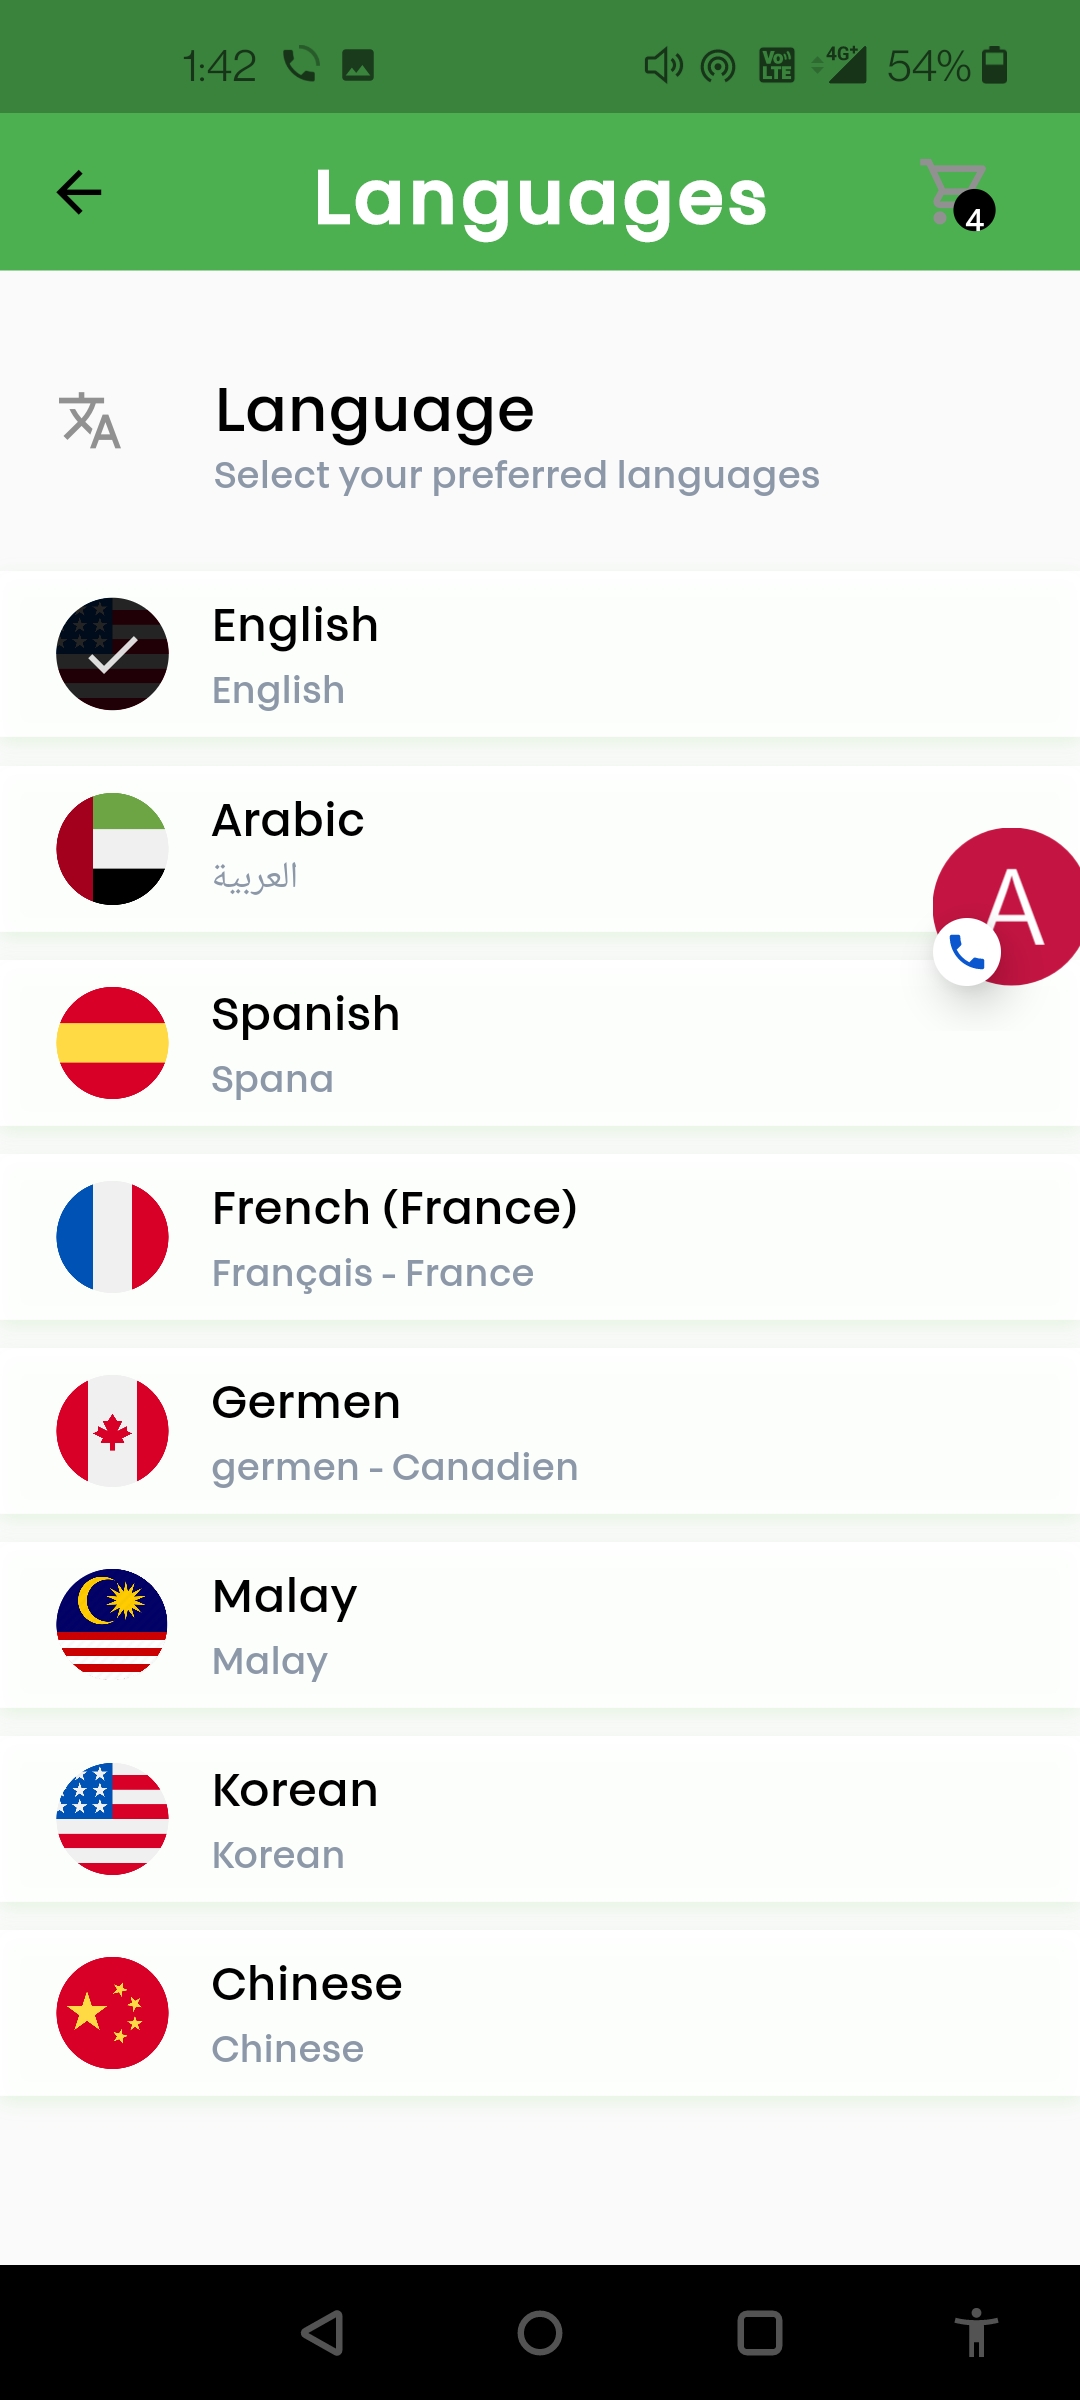 1:42 Vo LTE 4G+ 54%
Languages 4
Language
Select your preferred languages
English
English
Arabic
العربية
A
Spanish
Spana
French (France)
Français - France
Germen
germen - Canadien
Malay
Malay
Korean
Korean
Chinese
Chinese